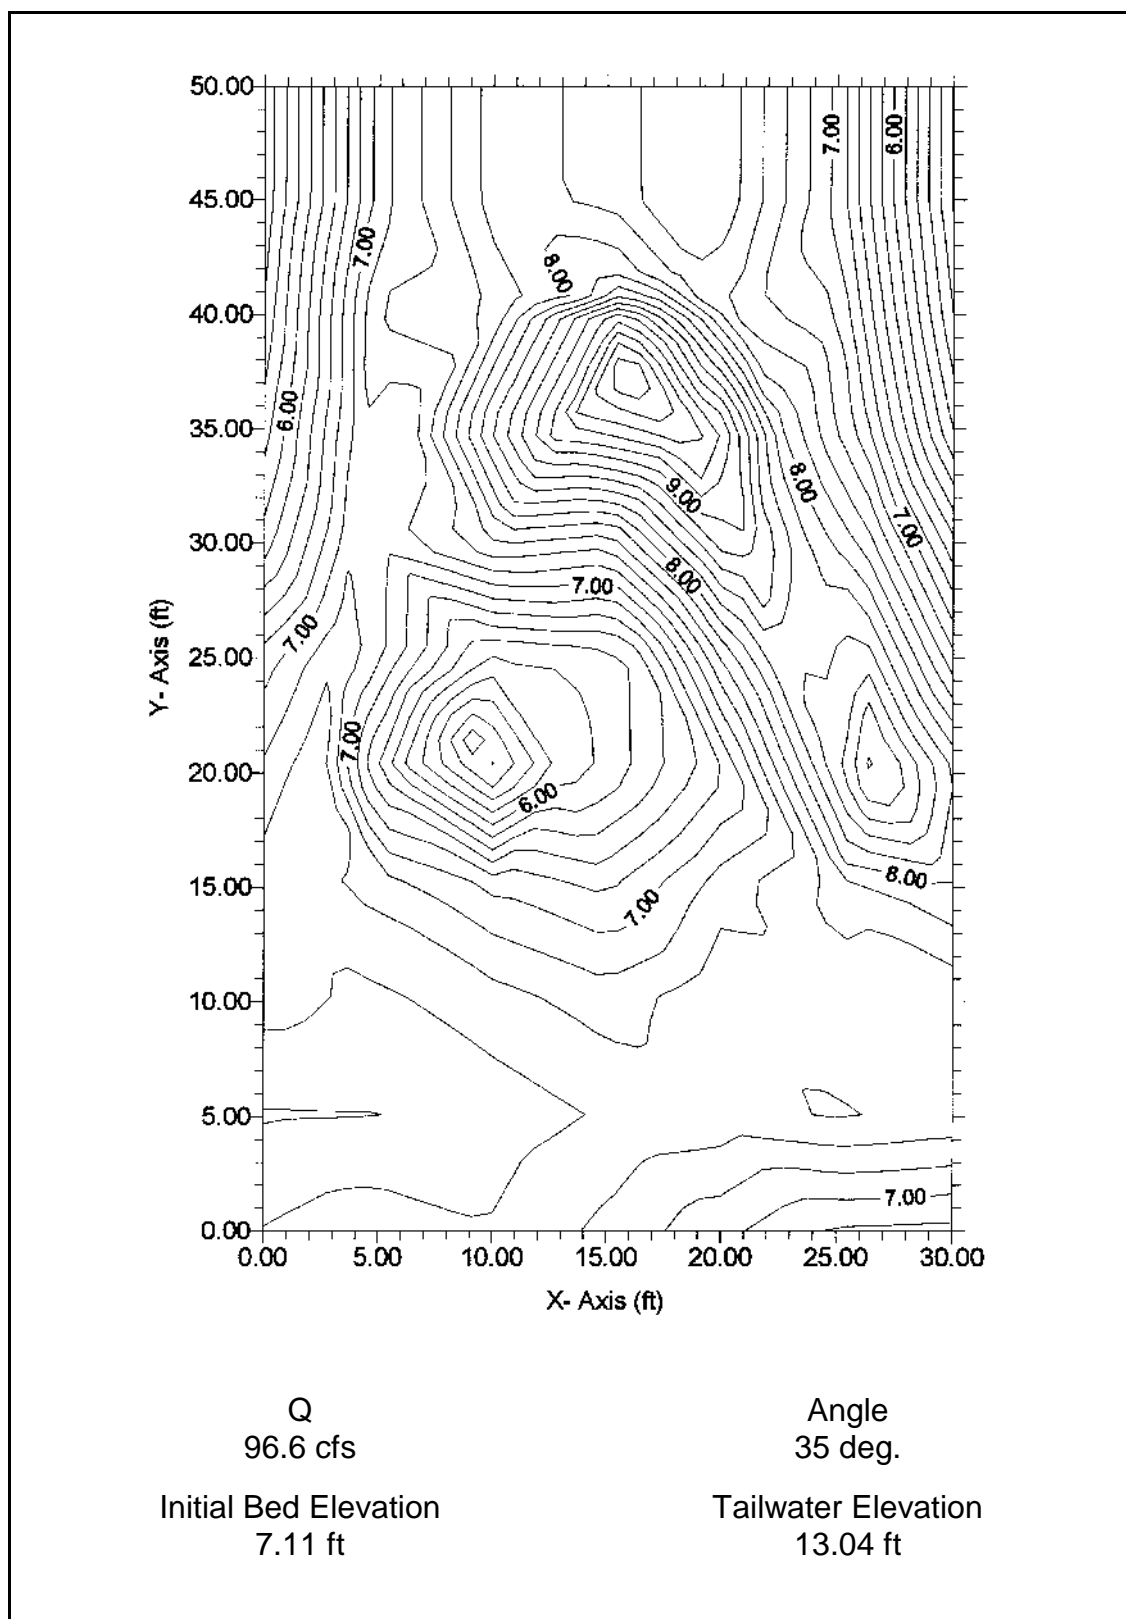 50.00
7.00
6.00
45.00
7.00
8.00
40.00
6.00
35.00
8.00
9.00
7.00
30.00
8.00
7.00
7.00
25.00
Y- Axis (ft)
7.00
20.00
6.00
8.00
15.00
7.00
10.00
5.00
7.00
0.00
0.00 5.00 10.00 15.00 20.00 25.00 30.00
X- Axis (ft)
Q
96.6 cfs
Angle
35 deg.
Initial Bed Elevation
7.11 ft
Tailwater Elevation
13.04 ft